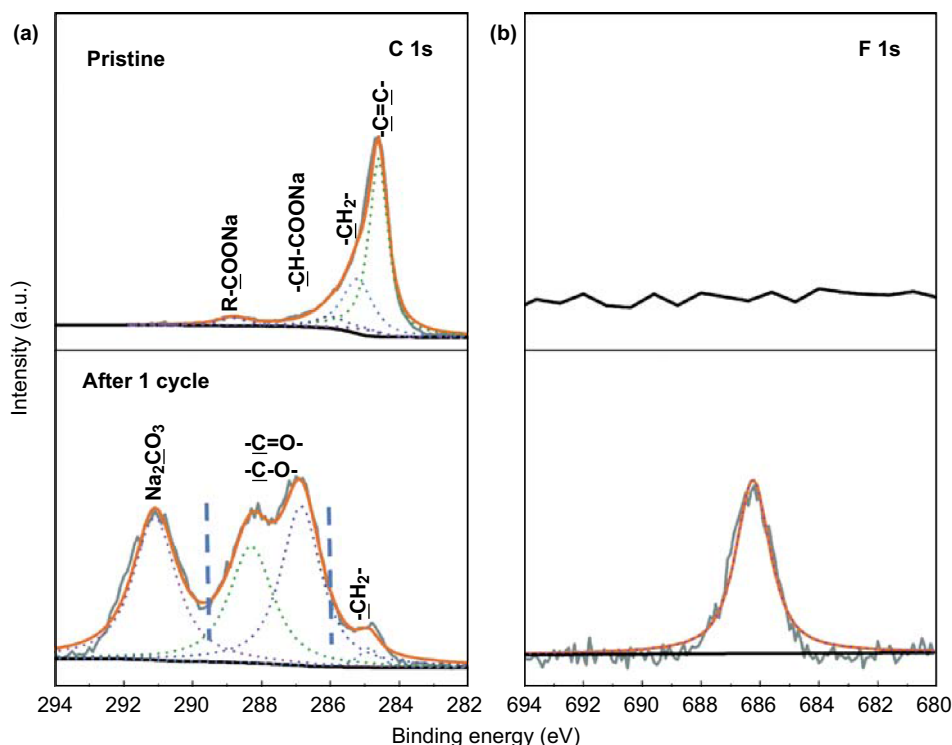 (a)
C 1s
Pristine
R-COONa
-CH-COONa
-CH₂-
-C=C-
(b)
F 1s
Intensity (a.u.)
After 1 cycle
Na₂CO₃
-C=O-
-C-O-
-CH₂-
294 292 290 288 286 284 282
694 692 690 688 686 684 682 680
Binding energy (eV)